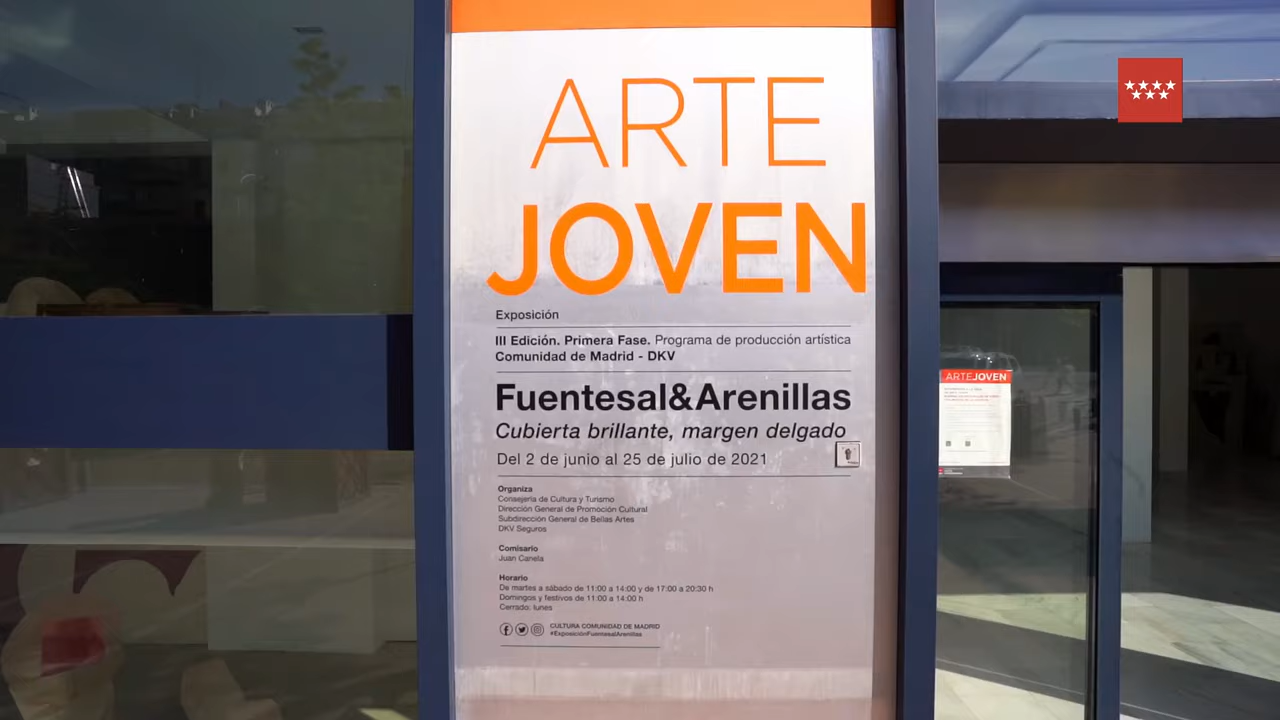 ARTE
JOVEN
Exposición
III Edición. Primera Fase. Programa de producción artística
Comunidad de Madrid - DKV
Fuentesal&Arenillas
Cubierta brillante, margen delgado
Del 2 de junio al 25 de julio de 2021
Organiza
Consejería de Cultura y Turismo
Dirección General de Promoción Cultural
Subdirección General de Bellas Artes
DKV Seguros
Comisario
Juan Canela
Horario
De martes a sábado de 11:00 a 14:00 y de 17:00 a 20:30 h
Domingos y festivos de 11:00 a 14:00 h
Cerrado: lunes
CULTURA COMUNIDAD DE MADRID
#ExposiciónFuentesalArenillas
ARTEJOVEN